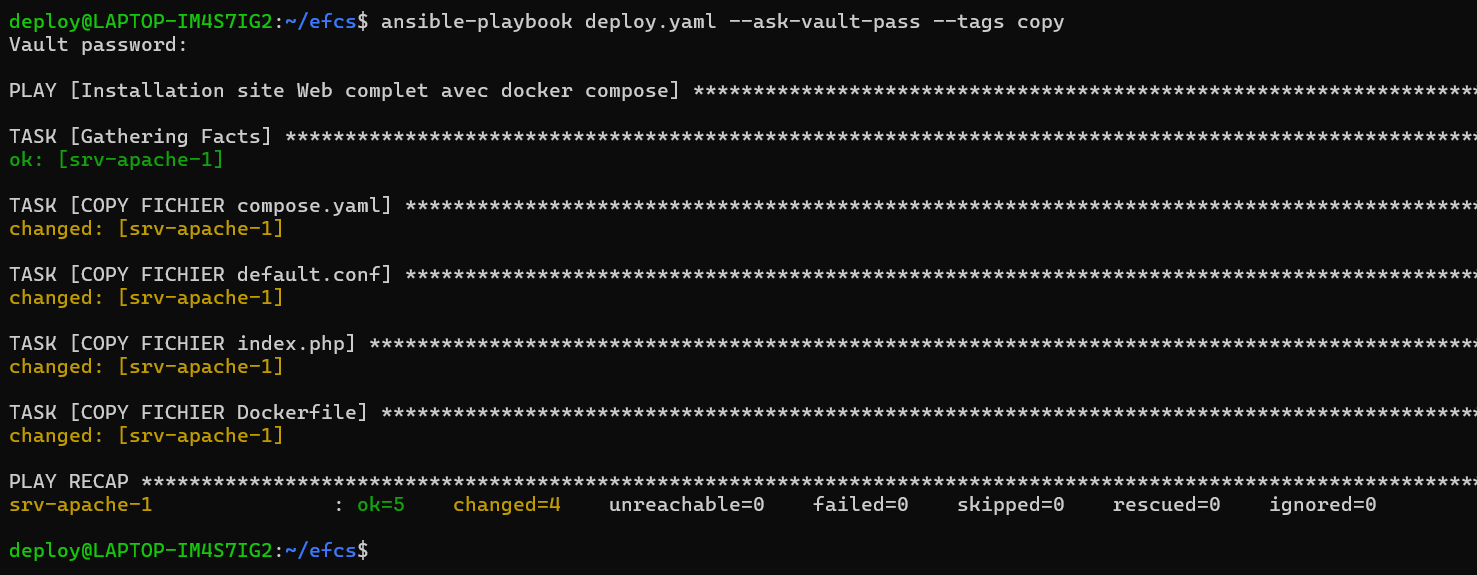 deploy@LAPTOP-IM4S7IG2:~/efcs$ ansible-playbook deploy.yaml --ask-vault-pass --tags copy
Vault password:
PLAY [Installation site Web complet avec docker compose] ******************************************************************
TASK [Gathering Facts] ****************************************************************************************************
ok: [srv-apache-1]
TASK [COPY FICHIER compose.yaml] ******************************************************************************************
changed: [srv-apache-1]
TASK [COPY FICHIER default.conf] ******************************************************************************************
changed: [srv-apache-1]
TASK [COPY FICHIER index.php] *********************************************************************************************
changed: [srv-apache-1]
TASK [COPY FICHIER Dockerfile] ********************************************************************************************
changed: [srv-apache-1]
PLAY RECAP ****************************************************************************************************************
srv-apache-1               : ok=5    changed=4    unreachable=0    failed=0    skipped=0    rescued=0    ignored=0
deploy@LAPTOP-IM4S7IG2:~/efcs$